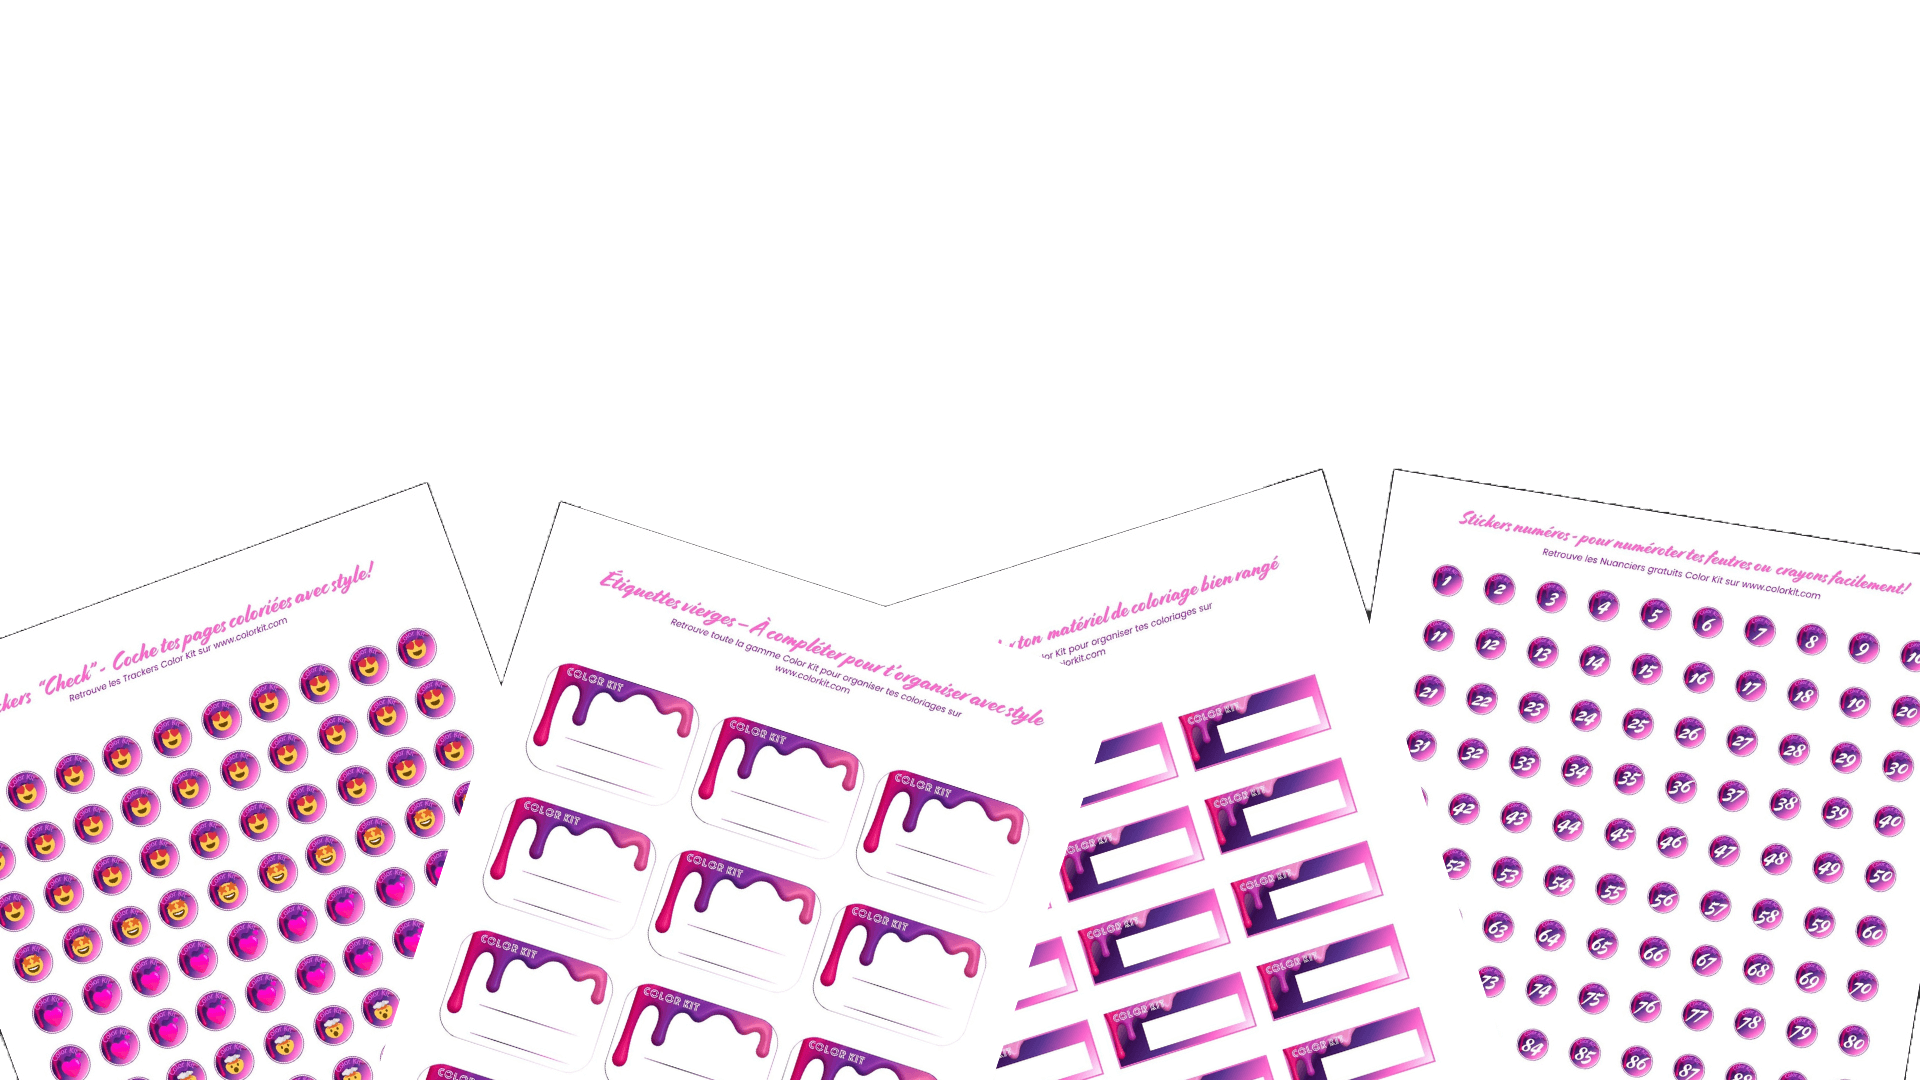 "Check" - Coche tes pages coloriées avec style!
Retrouve les Trackers Color Kit sur www.colorkit.com
Étiquettes vierges – À compléter pour t'organiser avec style
Retrouve toute la gamme Color Kit pour organiser tes coloriages sur
www.colorkit.com
COLOR KIT
COLOR KIT
COLOR KIT
COLOR KIT
COLOR KIT
COLOR KIT
COLOR KIT
COLOR KIT
COLOR KIT
ton matériel de coloriage bien rangé
Kit pour organiser tes coloriages sur
COLOR KIT
COLOR KIT
COLOR KIT
COLOR KIT
COLOR KIT
COLOR KIT
COLOR KIT
COLOR KIT
Stickers numéros - pour numéroter tes feutres ou crayons facilement!
Retrouve les Nuanciers gratuits Color Kit sur www.colorkit.com
1 2 3 4 5 6 7 8 9 10
11 12 13 14 15 16 17 18 19 20
21 22 23 24 25 26 27 28 29 30
31 32 33 34 35 36 37 38 39 40
42 43 44 45 46 47 48 49 50
52 53 54 55 56 57 58 59 60
63 64 65 66 67 68 69 70
73 74 75 76 77 78 79 80
84 85 86 87